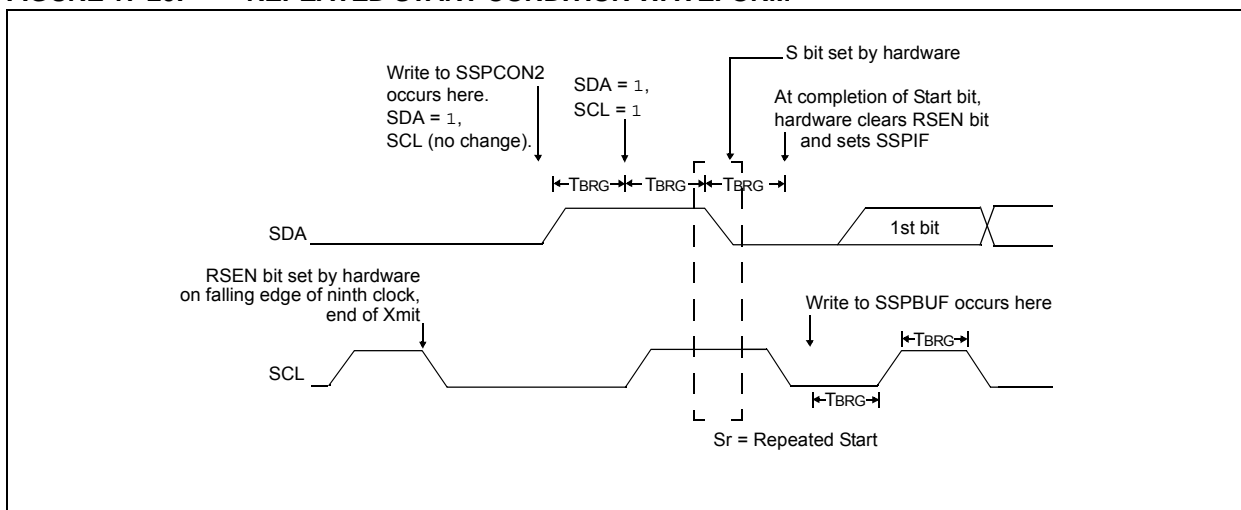 S bit set by hardware
Write to SSPCON2
occurs here.
SDA = 1,
SCL (no change).
SDA = 1,
SCL = 1
At completion of Start bit,
hardware clears RSEN bit
and sets SSPIF
TBRG
TBRG
TBRG
SDA
1st bit
RSEN bit set by hardware
on falling edge of ninth clock,
end of Xmit
Write to SSPBUF occurs here
TBRG
SCL
TBRG
Sr = Repeated Start